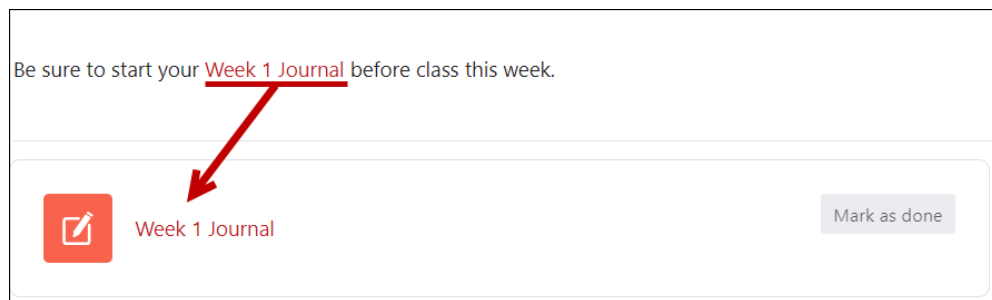 Be sure to start your Week 1 Journal before class this week.
Week 1 Journal
Mark as done